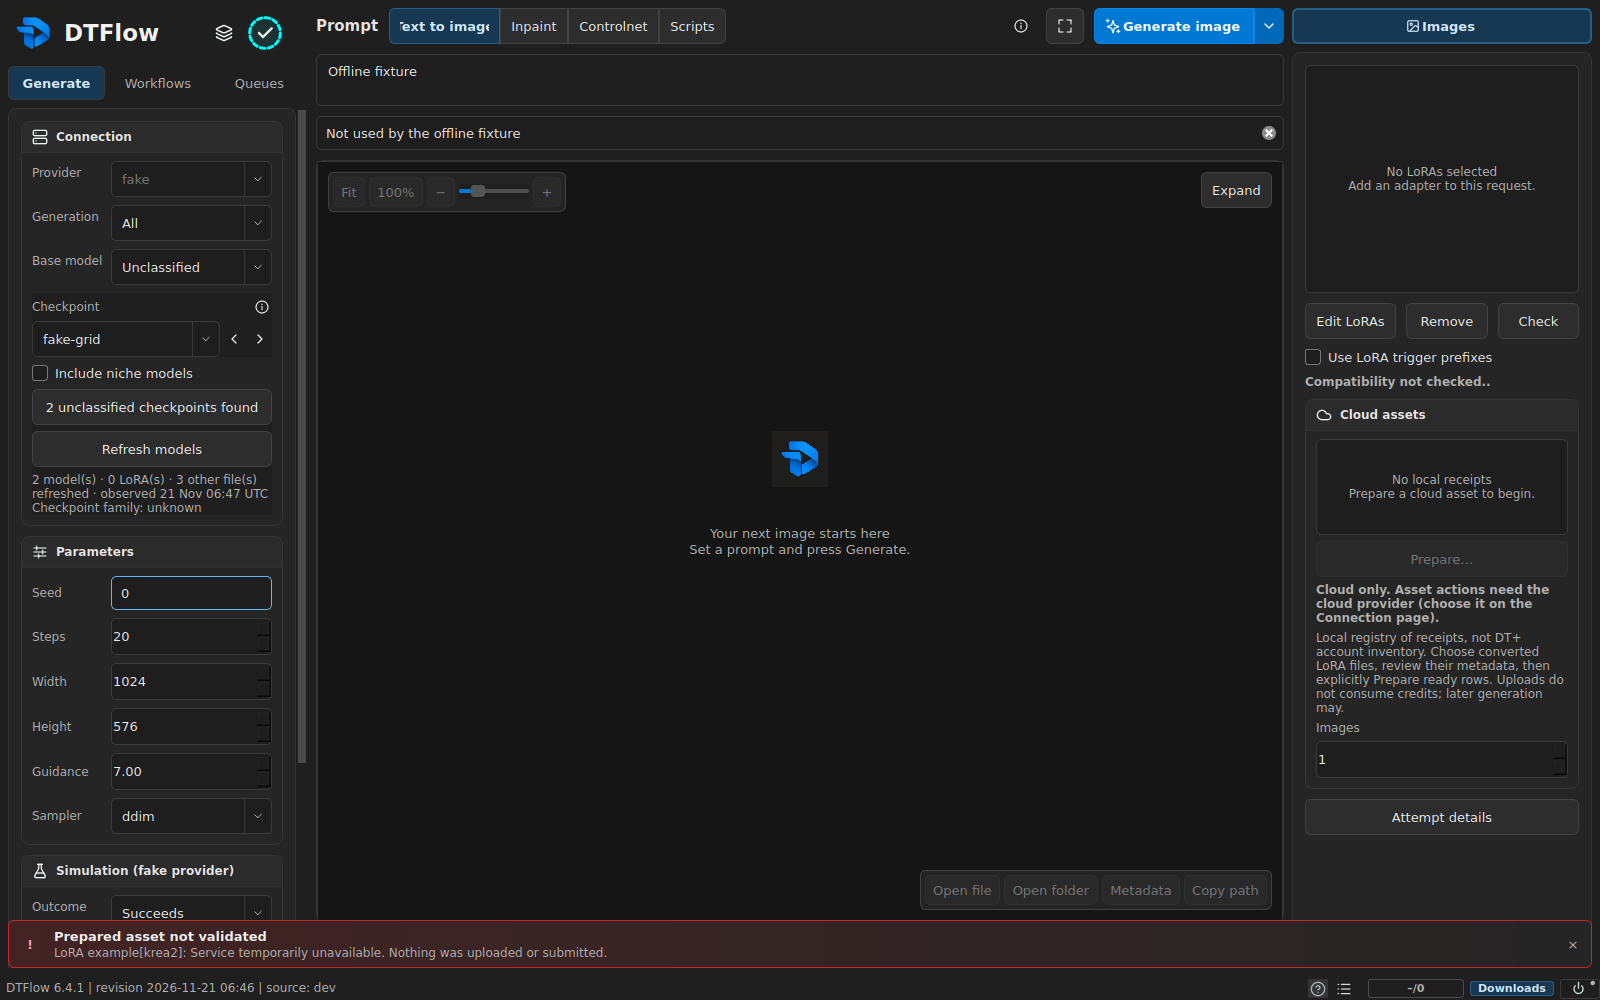 DTFlow
Generate
Workflows
Queues
Connection
Provider
fake
Generation
All
Base model
Unclassified
Checkpoint
fake-grid
Include niche models
2 unclassified checkpoints found
Refresh models
2 model(s) · 0 LoRA(s) · 3 other file(s)
refreshed · observed 21 Nov 06:47 UTC
Checkpoint family: unknown
Parameters
Seed
0
Steps
20
Width
1024
Height
576
Guidance
7.00
Sampler
ddim
Simulation (fake provider)
Outcome
Succeeds
Prompt
Text to image
Inpaint
Controlnet
Scripts
Generate image
Offline fixture
Not used by the offline fixture
Fit
100%
−
+
Expand
Your next image starts here
Set a prompt and press Generate.
Open file
Open folder
Metadata
Copy path
Images
No LoRAs selected
Add an adapter to this request.
Edit LoRAs
Remove
Check
Use LoRA trigger prefixes
Compatibility not checked..
Cloud assets
No local receipts
Prepare a cloud asset to begin.
Prepare...
Cloud only. Asset actions need the
cloud provider (choose it on the
Connection page).
Local registry of receipts, not DT+
account inventory. Choose converted
LoRA files, review their metadata, then
explicitly Prepare ready rows. Uploads do
not consume credits; later generation
may.
Images
1
Attempt details
! Prepared asset not validated
LoRA example[krea2]: Service temporarily unavailable. Nothing was uploaded or submitted.
DTFlow 6.4.1 | revision 2026-11-21 06:46 | source: dev
–/0
Downloads